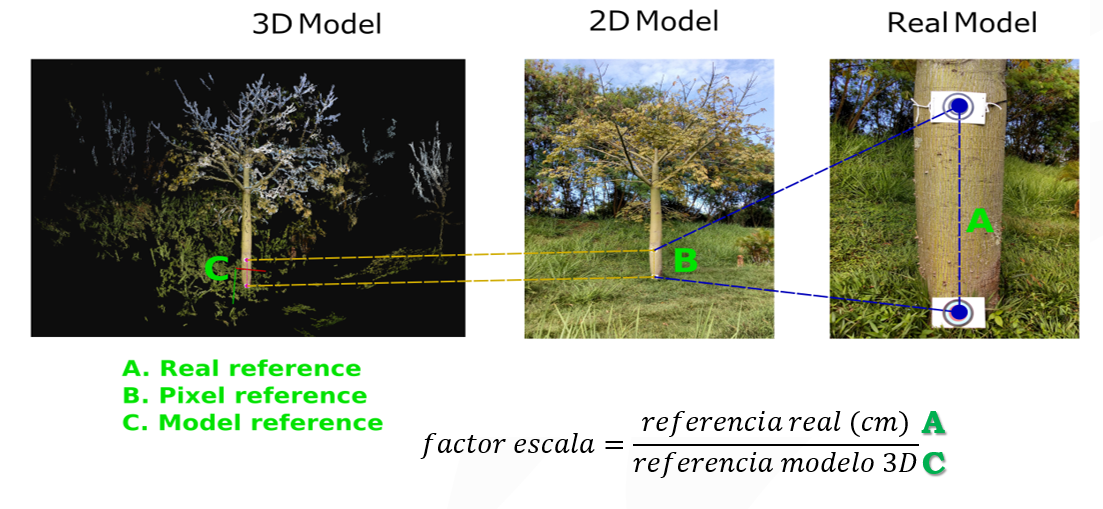 3D Model
2D Model
Real Model
C
B
A
A. Real reference
B. Pixel reference
C. Model reference
factor escala = referencia real (cm) A
referencia modelo 3D C